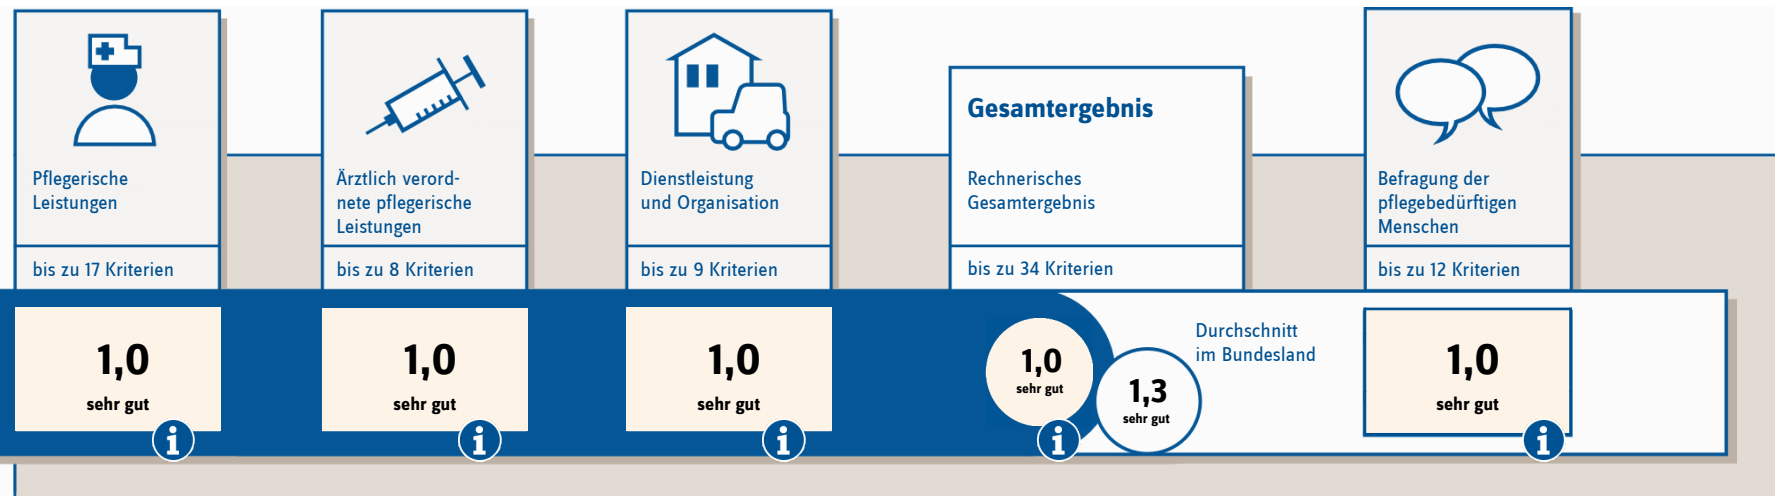 Pflegerische
Leistungen
bis zu 17 Kriterien
1,0
sehr gut
i
Ärztlich verord-
nete pflegerische
Leistungen
bis zu 8 Kriterien
1,0
sehr gut
i
Dienstleistung
und Organisation
bis zu 9 Kriterien
1,0
sehr gut
i
Gesamtergebnis
Rechnerisches
Gesamtergebnis
bis zu 34 Kriterien
1,0
sehr gut
i
1,3
sehr gut
Durchschnitt
im Bundesland
Befragung der
pflegebedürftigen
Menschen
bis zu 12 Kriterien
1,0
sehr gut
i